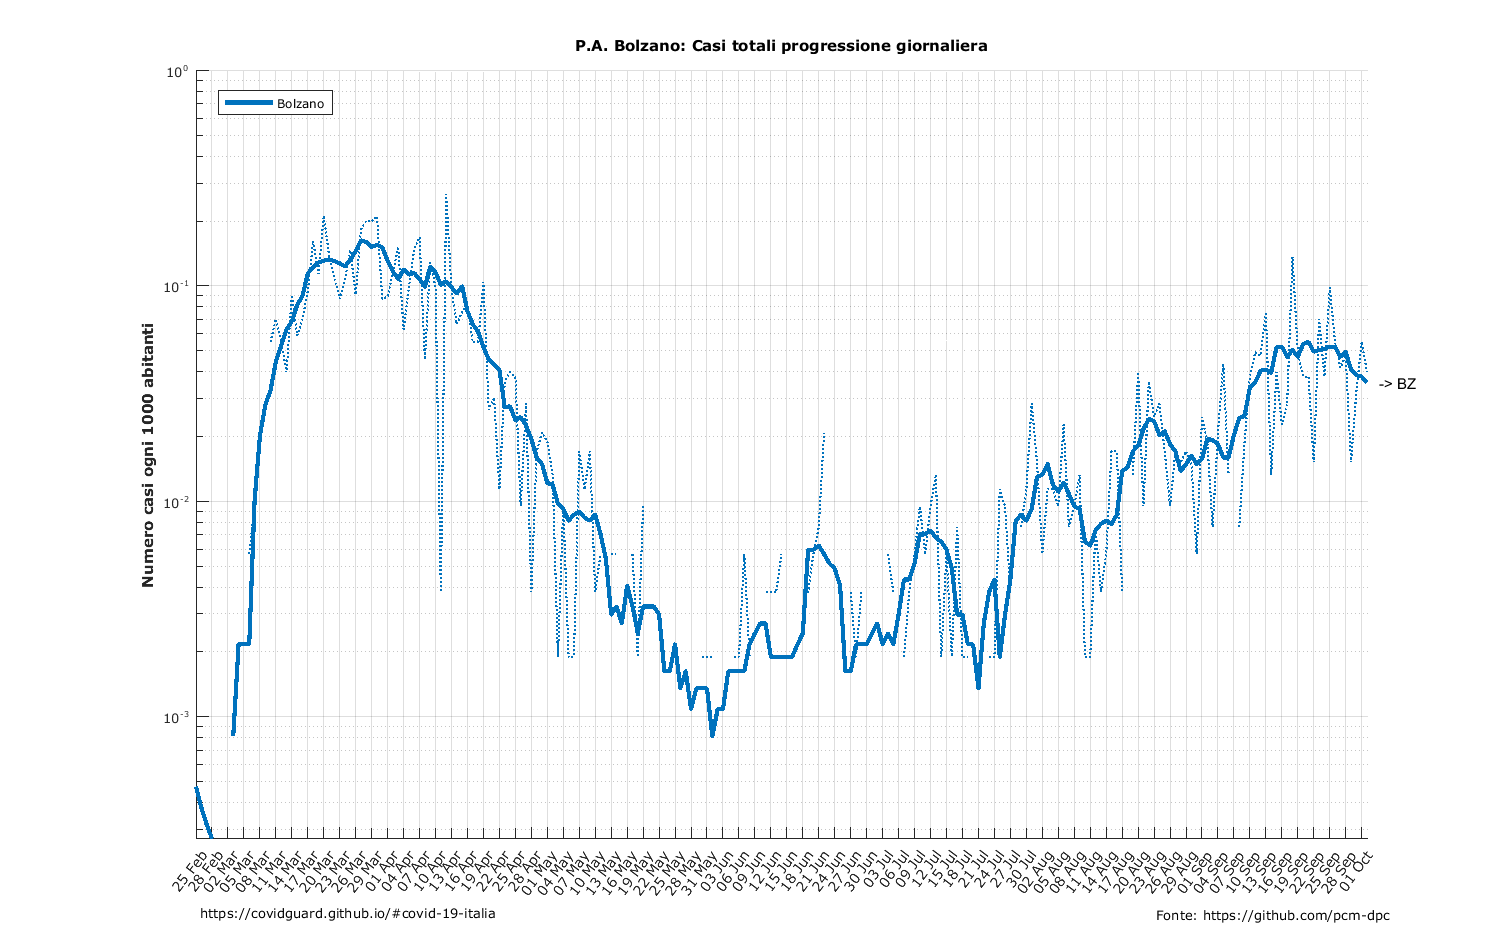 P.A. Bolzano: Casi totali progressione giornaliera
10^0
Bolzano
10^-1
10^-2
10^-3
Numero casi ogni 1000 abitanti
-> BZ
25 Feb
28 Feb
02 Mar
05 Mar
08 Mar
11 Mar
14 Mar
17 Mar
20 Mar
23 Mar
26 Mar
29 Mar
01 Apr
04 Apr
07 Apr
10 Apr
13 Apr
16 Apr
19 Apr
22 Apr
25 Apr
28 Apr
01 May
04 May
07 May
10 May
13 May
16 May
19 May
22 May
25 May
28 May
31 May
03 Jun
06 Jun
09 Jun
12 Jun
15 Jun
18 Jun
21 Jun
24 Jun
27 Jun
30 Jun
03 Jul
06 Jul
09 Jul
12 Jul
15 Jul
18 Jul
21 Jul
24 Jul
27 Jul
30 Jul
02 Aug
05 Aug
08 Aug
11 Aug
14 Aug
17 Aug
20 Aug
23 Aug
26 Aug
29 Aug
01 Sep
04 Sep
07 Sep
10 Sep
13 Sep
16 Sep
19 Sep
22 Sep
25 Sep
28 Sep
01 Oct
https://covidguard.github.io/#covid-19-italia
Fonte: https://github.com/pcm-dpc